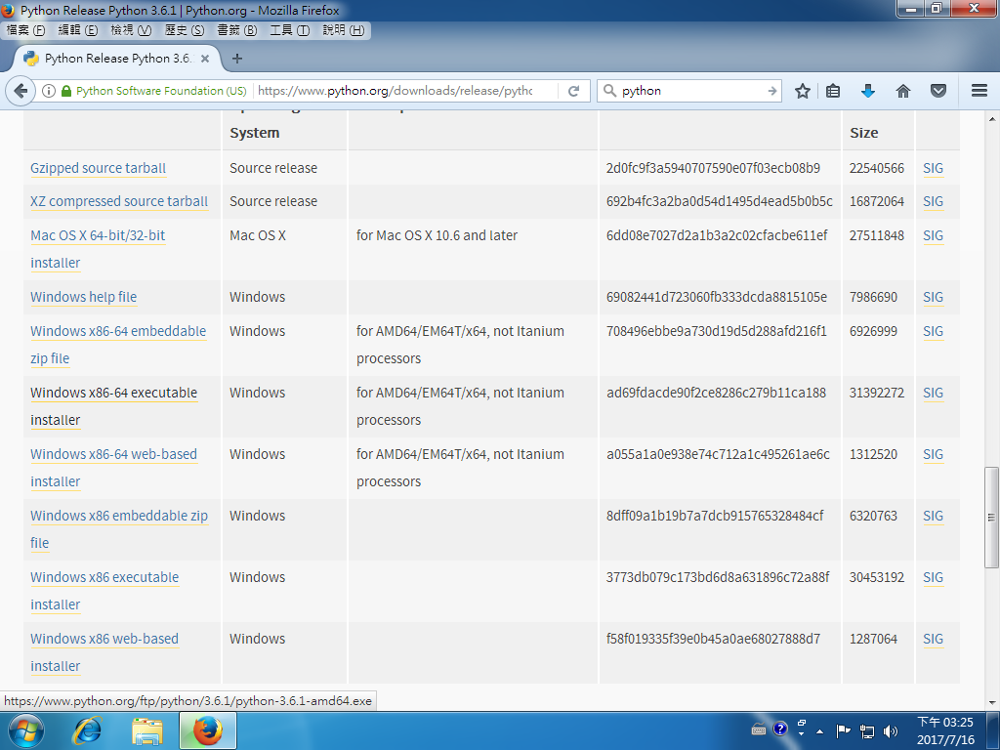 Python Release Python 3.6.1 | Python.org - Mozilla Firefox
檔案 (F) 編輯 (E) 檢視 (V) 歷史 (S) 書籤 (B) 工具 (T) 說明 (H)
Python Release Python 3.6.
Python Software Foundation (US) https://www.python.org/downloads/release/pytho python
System Size
Gzipped source tarball Source release 2d0fc9f3a5940707590e07f03ecb08b9 22540566 SIG
XZ compressed source tarball Source release 692b4fc3a2ba0d54d1495d4ead5b0b5c 16872064 SIG
Mac OS X 64-bit/32-bit Mac OS X for Mac OS X 10.6 and later 6dd08e7027d2a1b3a2c02cfacbe611ef 27511848 SIG
installer
Windows help file Windows 69082441d723060fb333dcda8815105e 7986690 SIG
Windows x86-64 embeddable Windows for AMD64/EM64T/x64, not Itanium 708496ebbe9a730d19d5d288afd216f1 6926999 SIG
zip file processors
Windows x86-64 executable Windows for AMD64/EM64T/x64, not Itanium ad69fdacde90f2ce8286c279b11ca188 31392272 SIG
installer processors
Windows x86-64 web-based Windows for AMD64/EM64T/x64, not Itanium a055a1a0e938e74c712a1c495261ae6c 1312520 SIG
installer processors
Windows x86 embeddable zip Windows 8dff09a1b19b7a7dcb915765328484cf 6320763 SIG
file
Windows x86 executable Windows 3773db079c173bd6d8a631896c72a88f 30453192 SIG
installer
Windows x86 web-based Windows f58f019335f39e0b45a0ae68027888d7 1287064 SIG
installer
https://www.python.org/ftp/python/3.6.1/python-3.6.1-amd64.exe
下午 03:25
2017/7/16